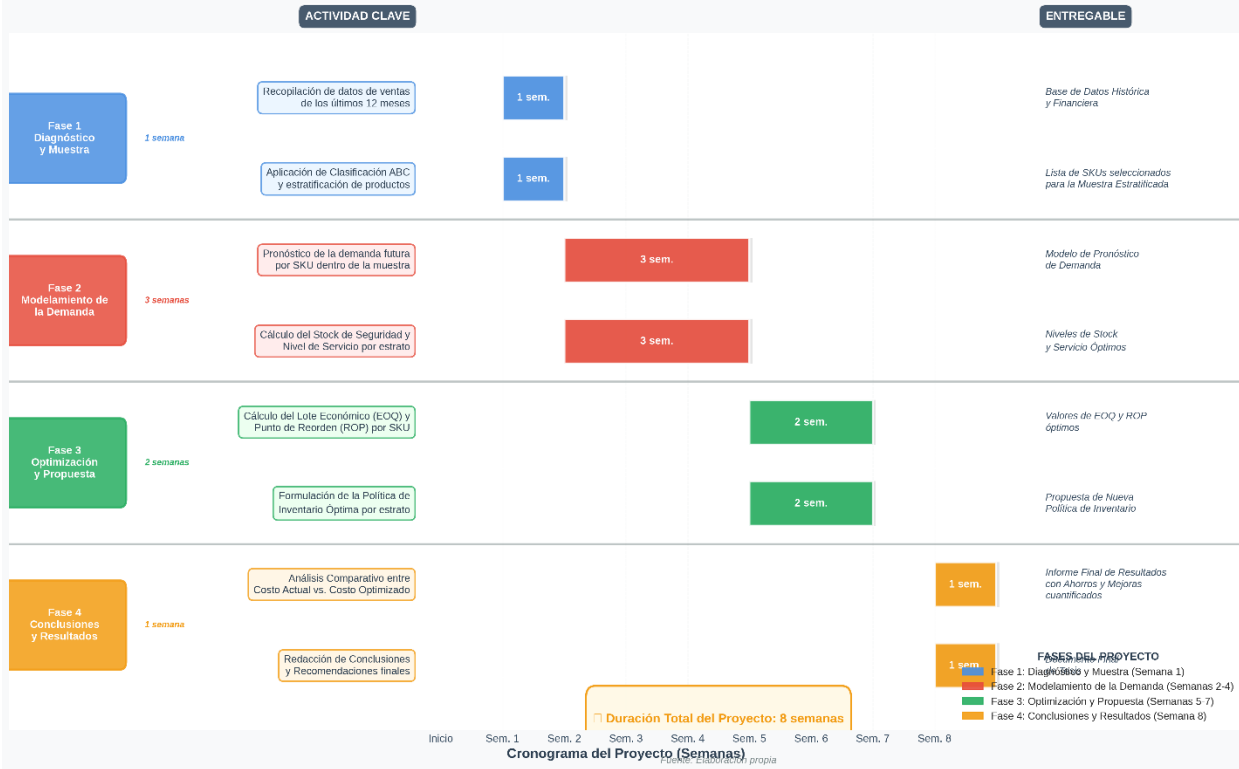 ACTIVIDAD CLAVE
ENTREGABLE
Fase 1
Diagnóstico
y Muestra
1 semana
Recopilación de datos de ventas
de los últimos 12 meses
1 sem.
Base de Datos Histórica
y Financiera
Aplicación de Clasificación ABC
y estratificación de productos
1 sem.
Lista de SKUs seleccionados
para la Muestra Estratificada
Fase 2
Modelamiento de
la Demanda
3 semanas
Pronóstico de la demanda futura
por SKU dentro de la muestra
3 sem.
Modelo de Pronóstico
de Demanda
Cálculo del Stock de Seguridad y
Nivel de Servicio por estrato
3 sem.
Niveles de Stock
y Servicio Óptimos
Fase 3
Optimización
y Propuesta
2 semanas
Cálculo del Lote Económico (EOQ) y
Punto de Reorden (ROP) por SKU
2 sem.
Valores de EOQ y ROP
óptimos
Formulación de la Política de
Inventario Óptima por estrato
2 sem.
Propuesta de Nueva
Política de Inventario
Fase 4
Conclusiones
y Resultados
1 semana
Análisis Comparativo entre
Costo Actual vs. Costo Optimizado
1 sem.
Informe Final de Resultados
con Ahorros y Mejoras
cuantificados
Redacción de Conclusiones
y Recomendaciones finales
1 sem.
Documento Final
FASES DEL PROYECTO
Fase 1: Diagnóstico y Muestra (Semana 1)
Fase 2: Modelamiento de la Demanda (Semanas 2-4)
Fase 3: Optimización y Propuesta (Semanas 5-7)
Fase 4: Conclusiones y Resultados (Semana 8)
Duración Total del Proyecto: 8 semanas
Inicio Sem. 1 Sem. 2 Sem. 3 Sem. 4 Sem. 5 Sem. 6 Sem. 7 Sem. 8
Cronograma del Proyecto (Semanas)
Fuente: Elaboración propia